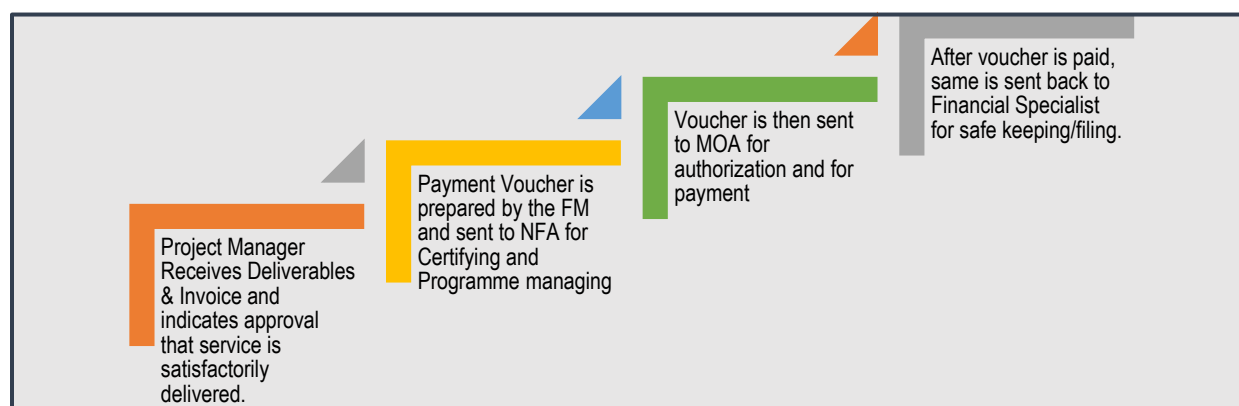 Project Manager
Receives Deliverables
& Invoice and
indicates approval
that service is
satisfactorily
delivered.
Payment Voucher is
prepared by the FM
and sent to NFA for
Certifying and
Programme managing
Voucher is then sent
to MOA for
authorization and for
payment
After voucher is paid,
same is sent back to
Financial Specialist
for safe keeping/filing.